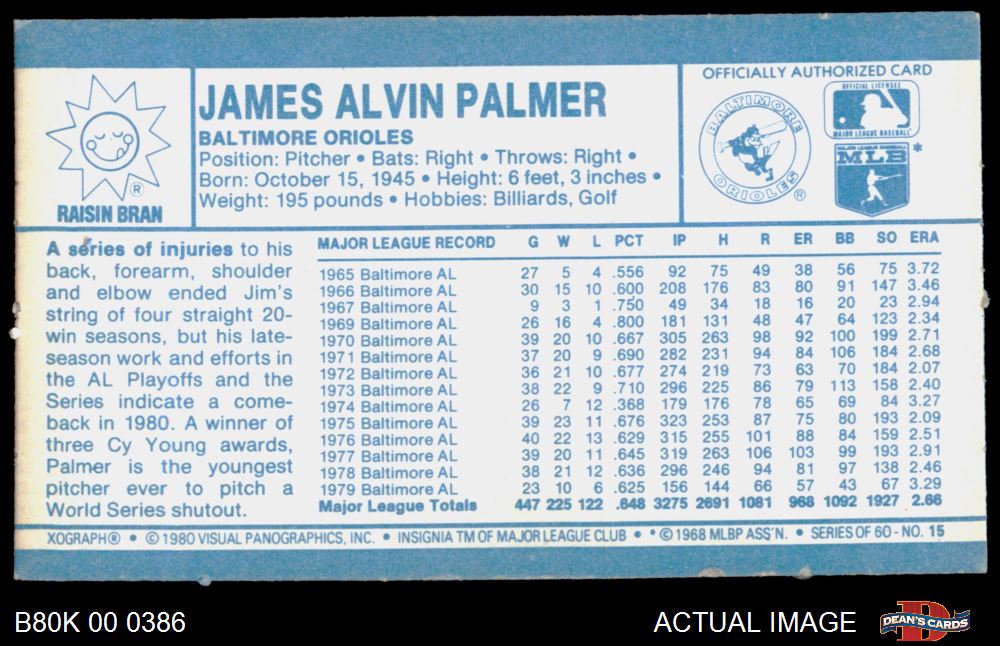 JAMES ALVIN PALMER
BALTIMORE ORIOLES
Position: Pitcher • Bats: Right • Throws: Right •
Born: October 15, 1945 • Height: 6 feet, 3 inches •
Weight: 195 pounds • Hobbies: Billiards, Golf
® RAISIN BRAN
OFFICIALLY AUTHORIZED CARD
BALTIMORE ORIOLES ®
OFFICIAL LICENSEE
MAJOR LEAGUE BASEBALL
MAJOR LEAGUE BASEBALL
MLB *
A series of injuries to his
back, forearm, shoulder
and elbow ended Jim's
string of four straight 20-
win seasons, but his late-
season work and efforts in
the AL Playoffs and the
Series indicate a come-
back in 1980. A winner of
three Cy Young awards,
Palmer is the youngest
pitcher ever to pitch a
World Series shutout.
MAJOR LEAGUE RECORD G W L PCT IP H R ER BB SO ERA
1965 Baltimore AL 27 5 4 .556 92 75 49 38 56 75 3.72
1966 Baltimore AL 30 15 10 .600 208 176 83 80 91 147 3.46
1967 Baltimore AL 9 3 1 .750 49 34 18 16 20 23 2.94
1969 Baltimore AL 26 16 4 .800 181 131 48 47 64 123 2.34
1970 Baltimore AL 39 20 10 .667 305 263 98 92 100 199 2.71
1971 Baltimore AL 37 20 9 .690 282 231 94 84 106 184 2.68
1972 Baltimore AL 36 21 10 .677 274 219 73 63 70 184 2.07
1973 Baltimore AL 38 22 9 .710 296 225 86 79 113 158 2.40
1974 Baltimore AL 26 7 12 .368 179 176 78 65 69 84 3.27
1975 Baltimore AL 39 23 11 .676 323 253 87 75 80 193 2.09
1976 Baltimore AL 40 22 13 .629 315 255 101 88 84 159 2.51
1977 Baltimore AL 39 20 11 .645 319 263 106 103 99 193 2.91
1978 Baltimore AL 38 21 12 .636 296 246 94 81 97 138 2.46
1979 Baltimore AL 23 10 6 .625 156 144 66 57 43 67 3.29
Major League Totals 447 225 122 .648 3275 2691 1081 968 1092 1927 2.66
XOGRAPH® • © 1980 VISUAL PANOGRAPHICS, INC. • INSIGNIA TM OF MAJOR LEAGUE CLUB • *© 1968 MLBP ASS'N. • SERIES OF 60 - NO. 15
B80K 00 0386
ACTUAL IMAGE
D DEAN'S CARDS